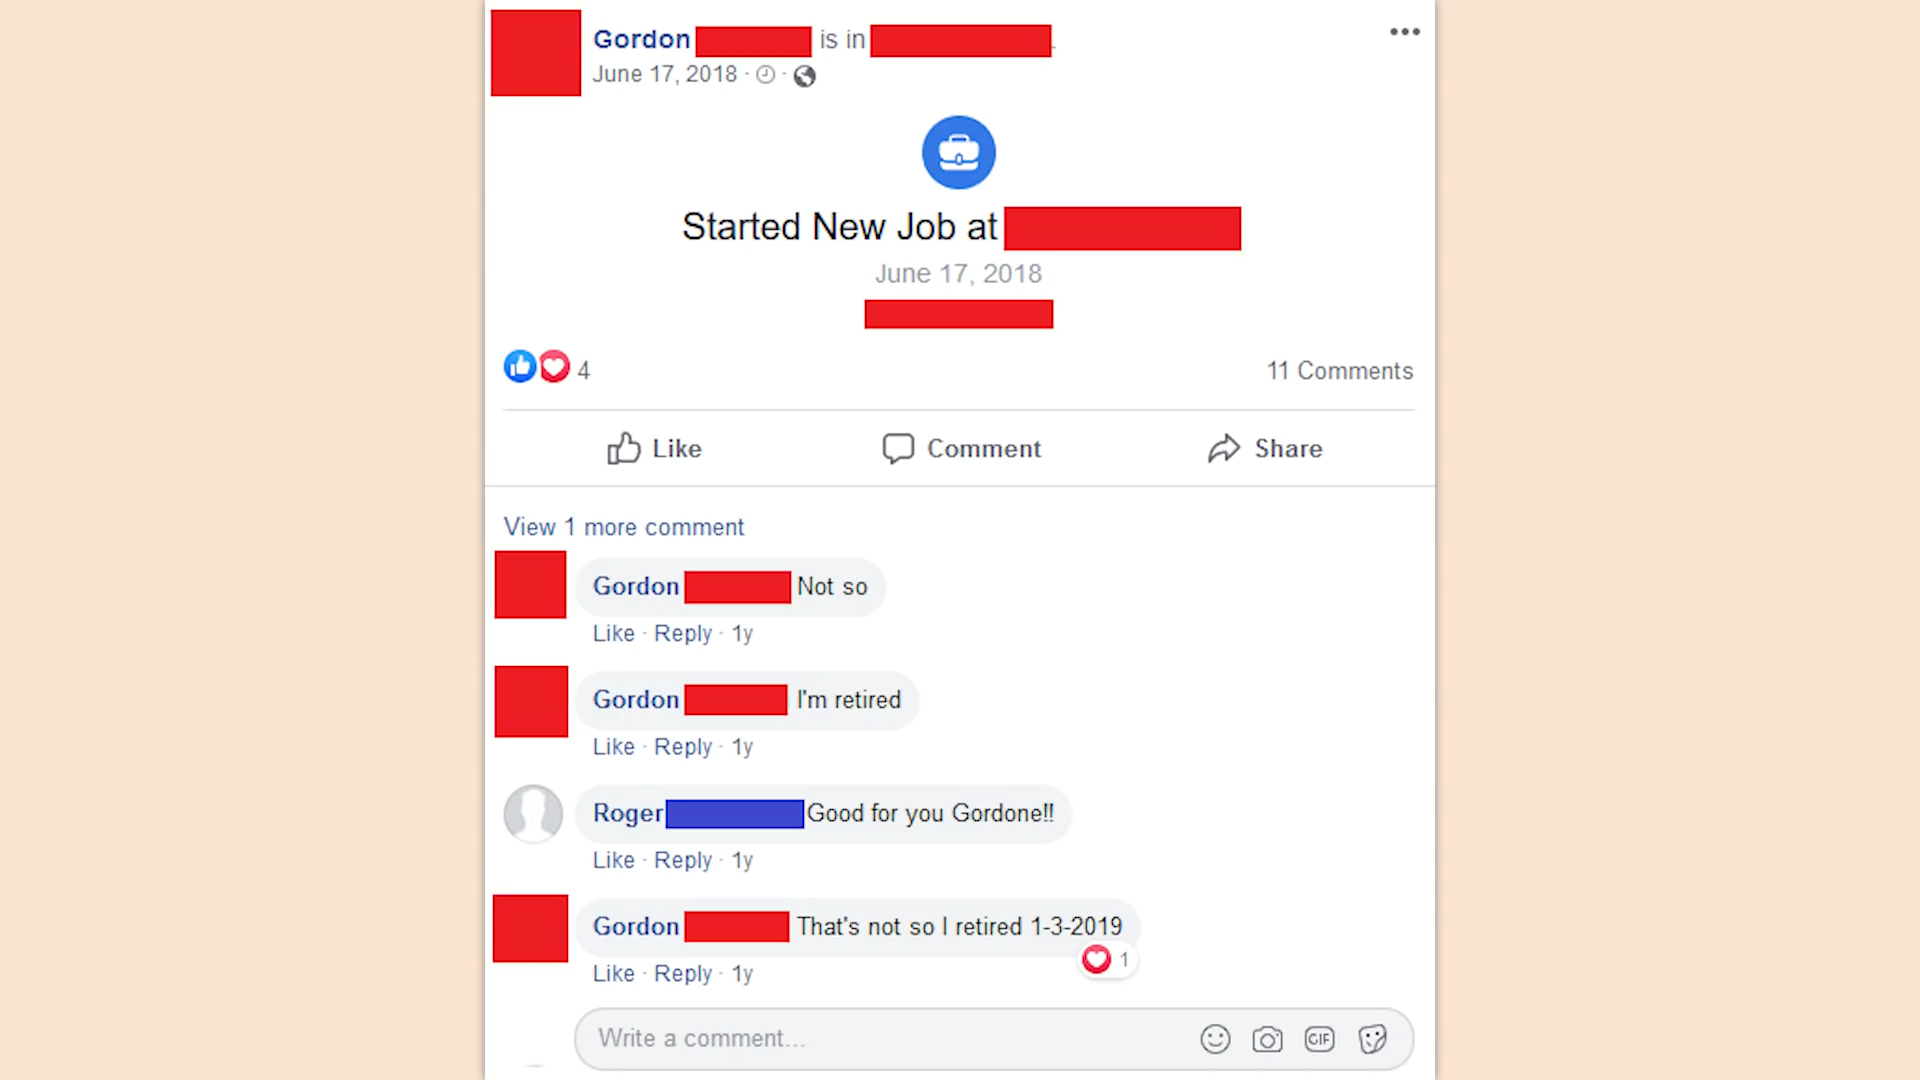 Gordon is in
June 17, 2018
Started New Job at
June 17, 2018
4
11 Comments
Like
Comment
Share
View 1 more comment
Gordon Not so
Like · Reply · 1y
Gordon I'm retired
Like · Reply · 1y
Roger Good for you Gordone!!
Like · Reply · 1y
Gordon That's not so I retired 1-3-2019
1
Like · Reply · 1y
Write a comment...
GIF